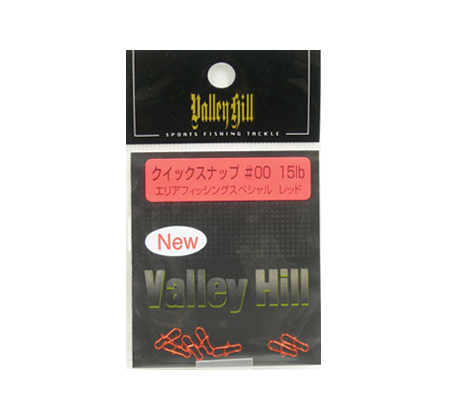 Valley Hill
SPORTS FISHING TACKLE
クイックスナップ #00 15lb
エリアフィッシングスペシャル レッド
New
Valley Hill